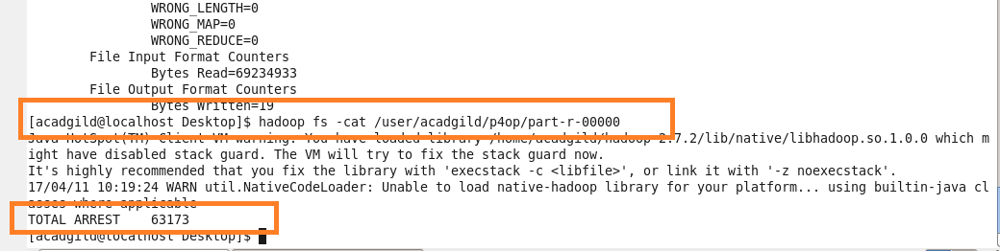 WRONG_LENGTH=0
WRONG_MAP=0
WRONG_REDUCE=0
File Input Format Counters
Bytes Read=69234933
File Output Format Counters
Bytes Written=19
[acadgild@localhost Desktop]$ hadoop fs -cat /user/acadgild/p4op/part-r-00000
Java HotSpot(TM) Client VM warning: You have loaded library /home/acadgild/hadoop-2.7.2/lib/native/libhadoop.so.1.0.0 which m
ight have disabled stack guard. The VM will try to fix the stack guard now.
It's highly recommended that you fix the library with 'execstack -c <libfile>', or link it with '-z noexecstack'.
17/04/11 10:19:24 WARN util.NativeCodeLoader: Unable to load native-hadoop library for your platform... using builtin-java cl
asses where applicable
TOTAL ARREST    63173
[acadgild@localhost Desktop]$